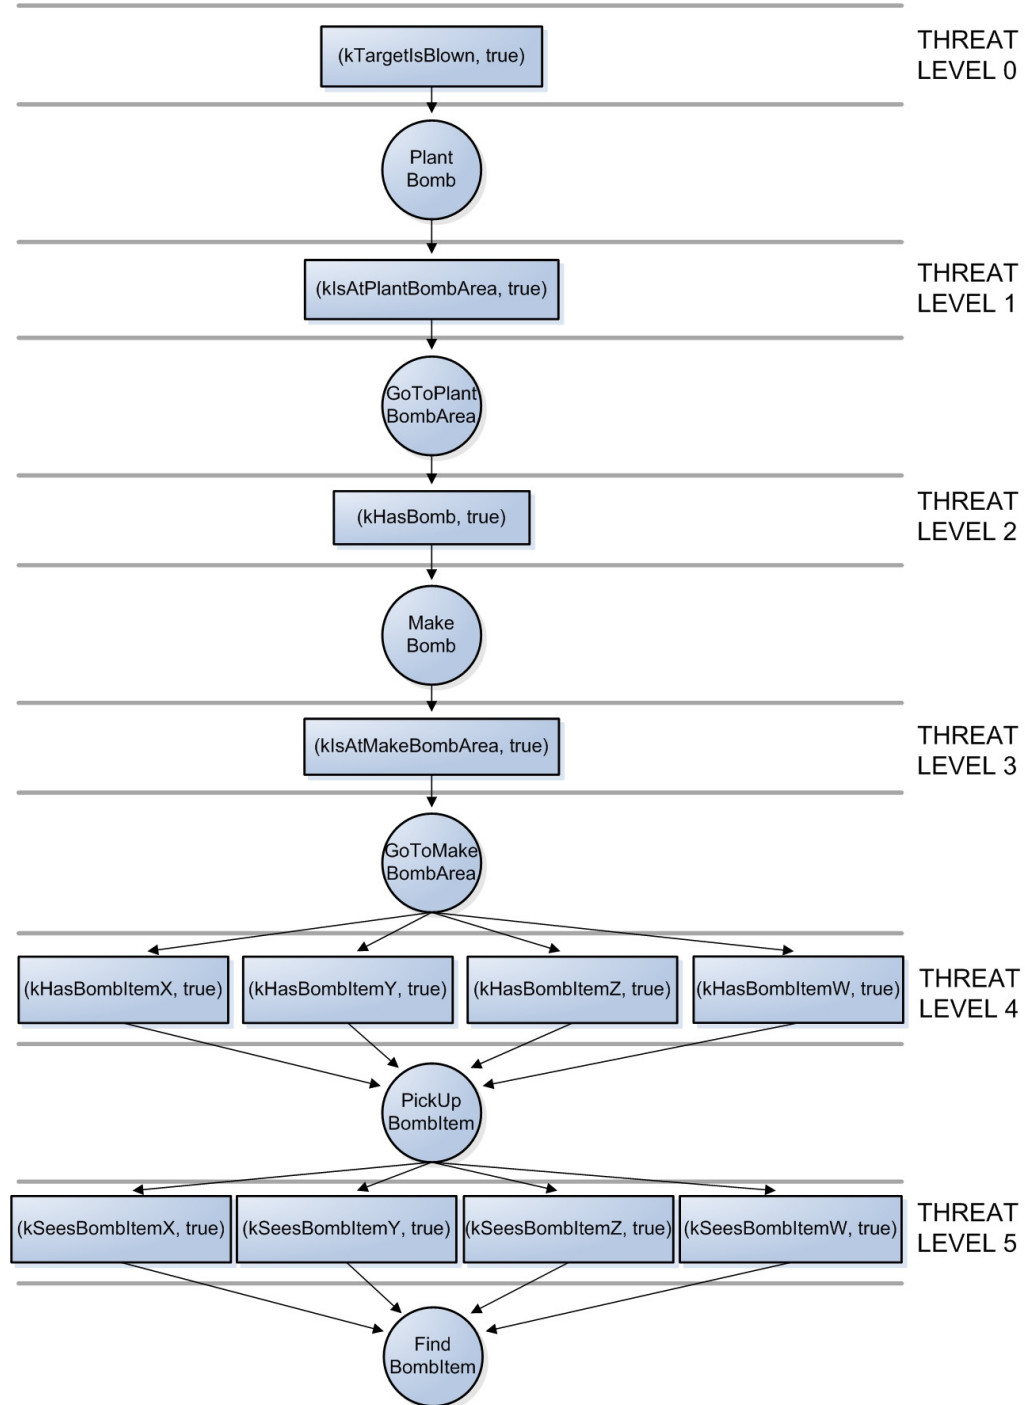 (kTargetIsBlown, true)
THREAT
LEVEL 0
Plant
Bomb
(kIsAtPlantBombArea, true)
THREAT
LEVEL 1
GoToPlant
BombArea
(kHasBomb, true)
THREAT
LEVEL 2
Make
Bomb
(kIsAtMakeBombArea, true)
THREAT
LEVEL 3
GoToMake
BombArea
(kHasBombItemX, true)
(kHasBombItemY, true)
(kHasBombItemZ, true)
(kHasBombItemW, true)
THREAT
LEVEL 4
PickUp
BombItem
(kSeesBombItemX, true)
(kSeesBombItemY, true)
(kSeesBombItemZ, true)
(kSeesBombItemW, true)
THREAT
LEVEL 5
Find
BombItem